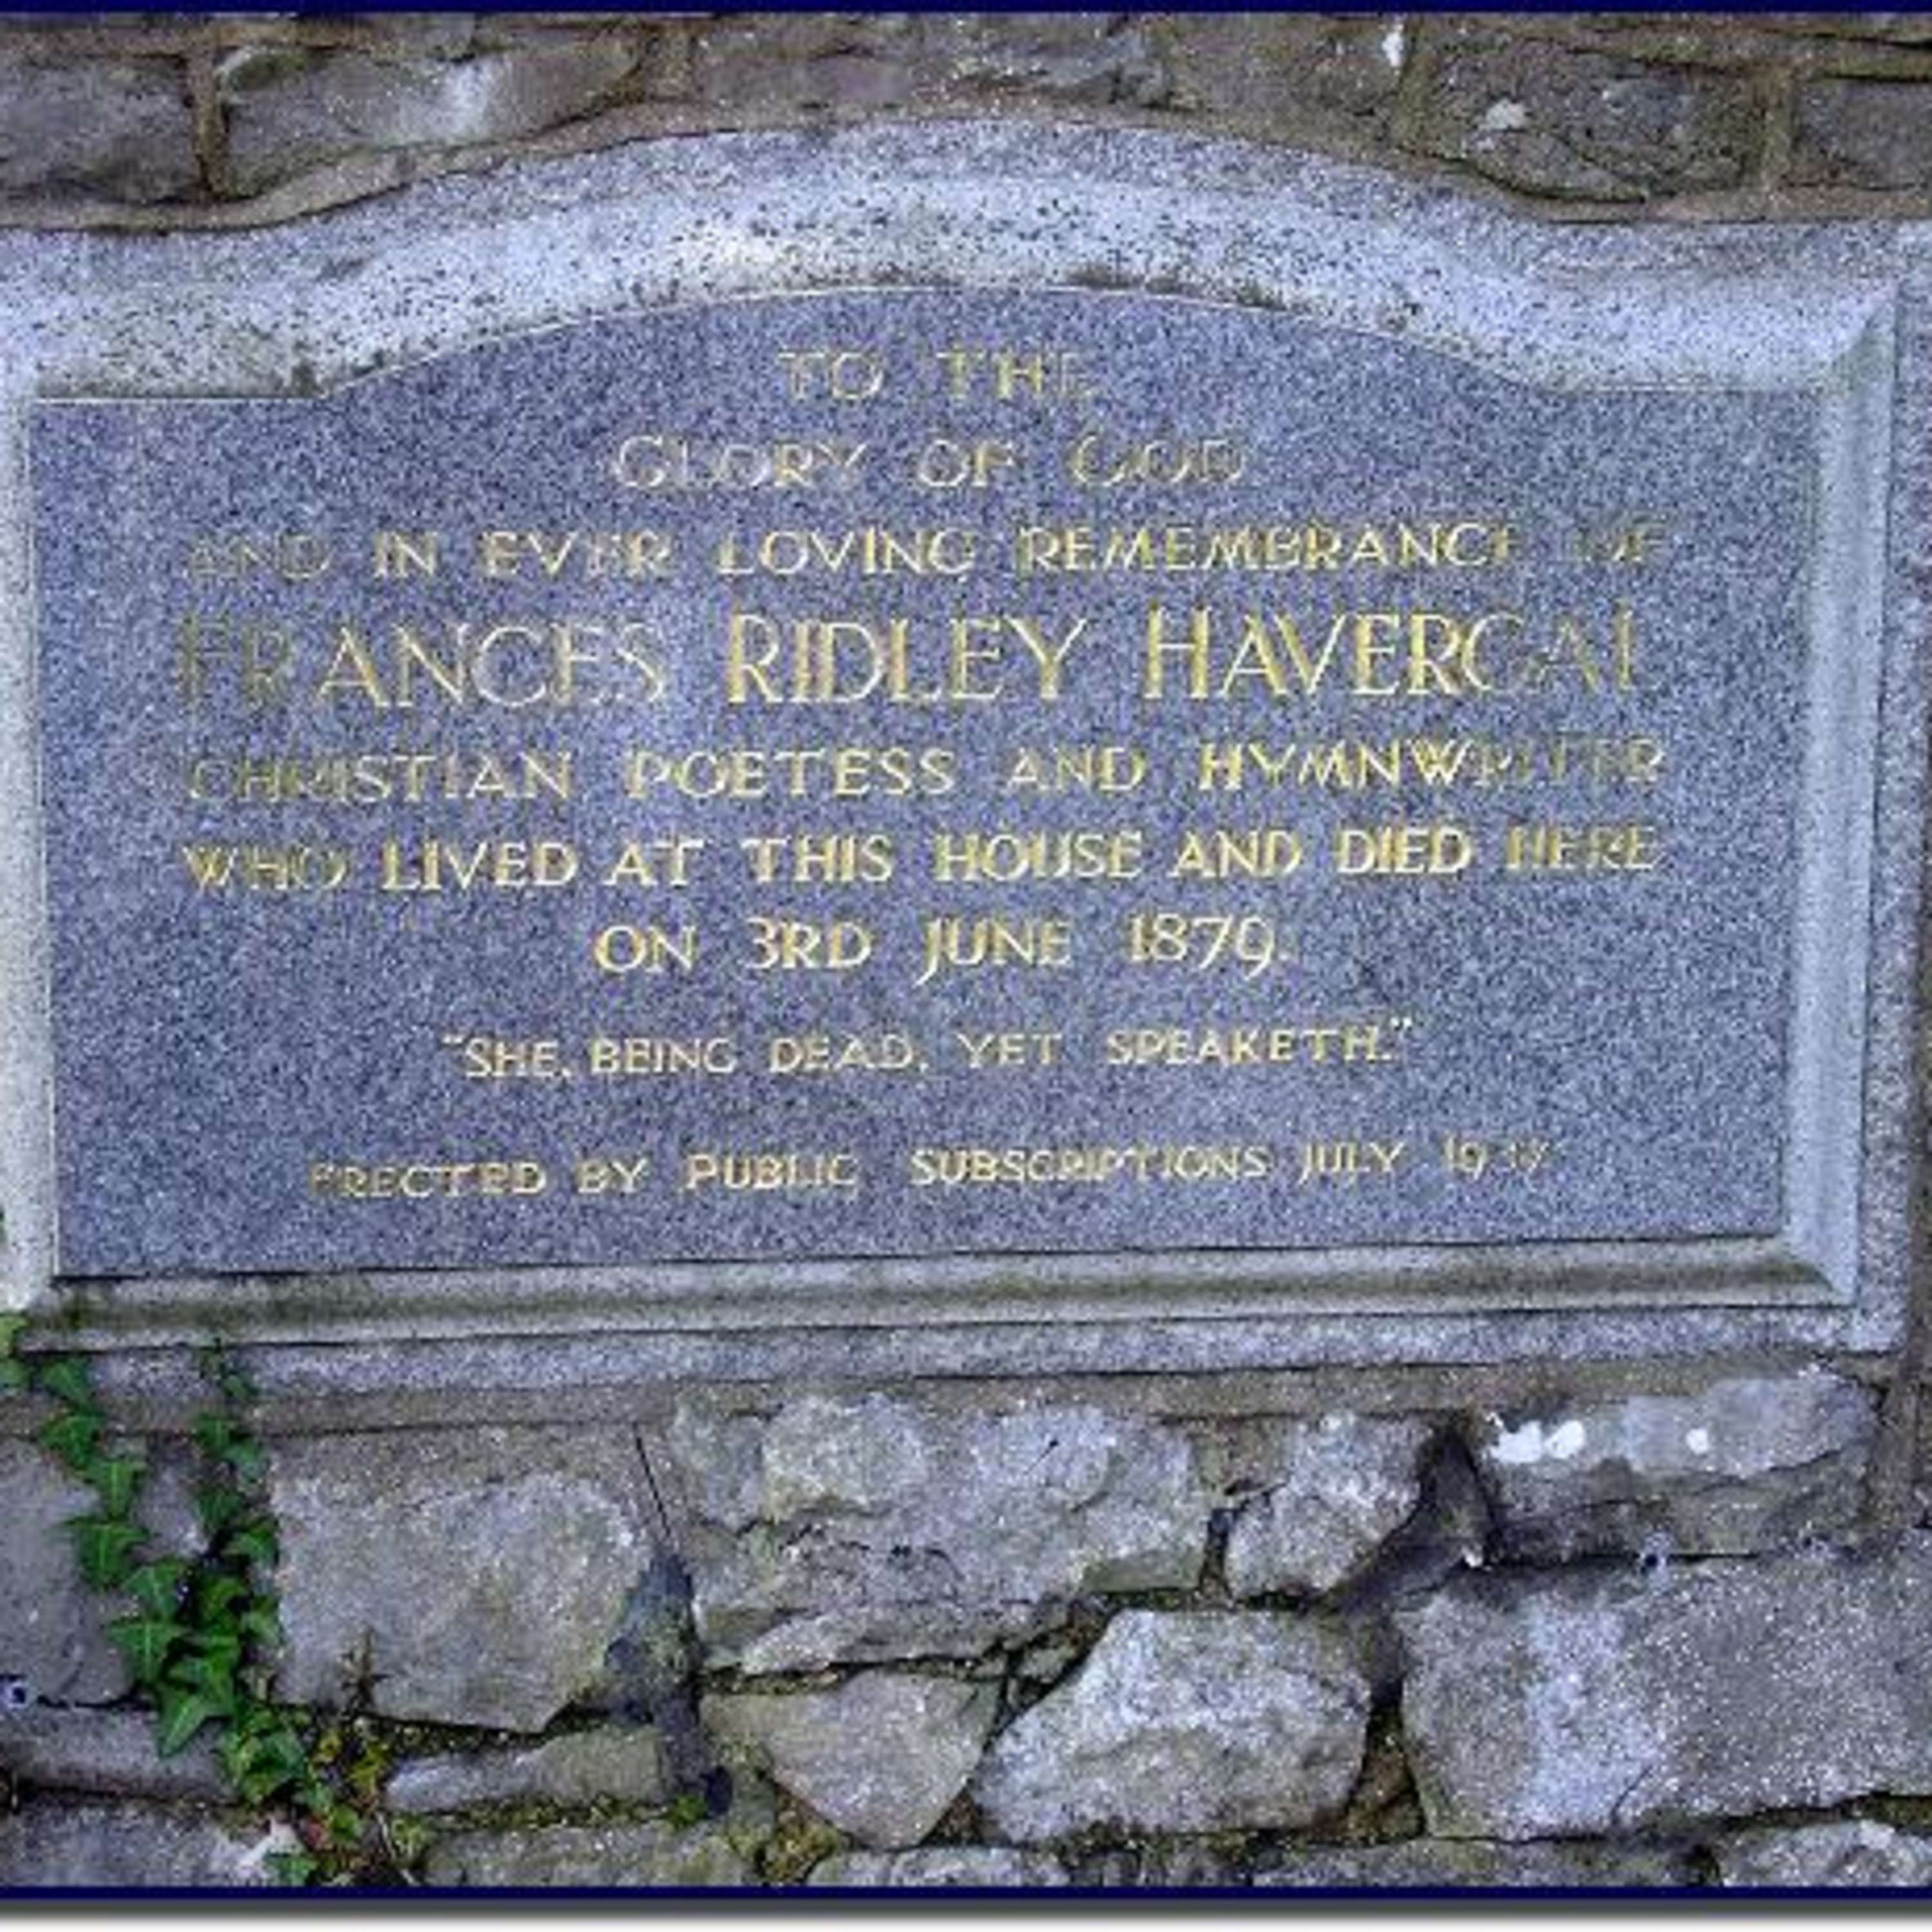 TO THE
GLORY OF GOD
AND IN EVER LOVING REMEMBRANCE OF
FRANCES RIDLEY HAVERGAL
CHRISTIAN POETESS AND HYMNWRITER
WHO LIVED AT THIS HOUSE AND DIED HERE
ON 3RD JUNE 1879.
"SHE, BEING DEAD, YET SPEAKETH."
ERECTED BY PUBLIC SUBSCRIPTIONS JULY